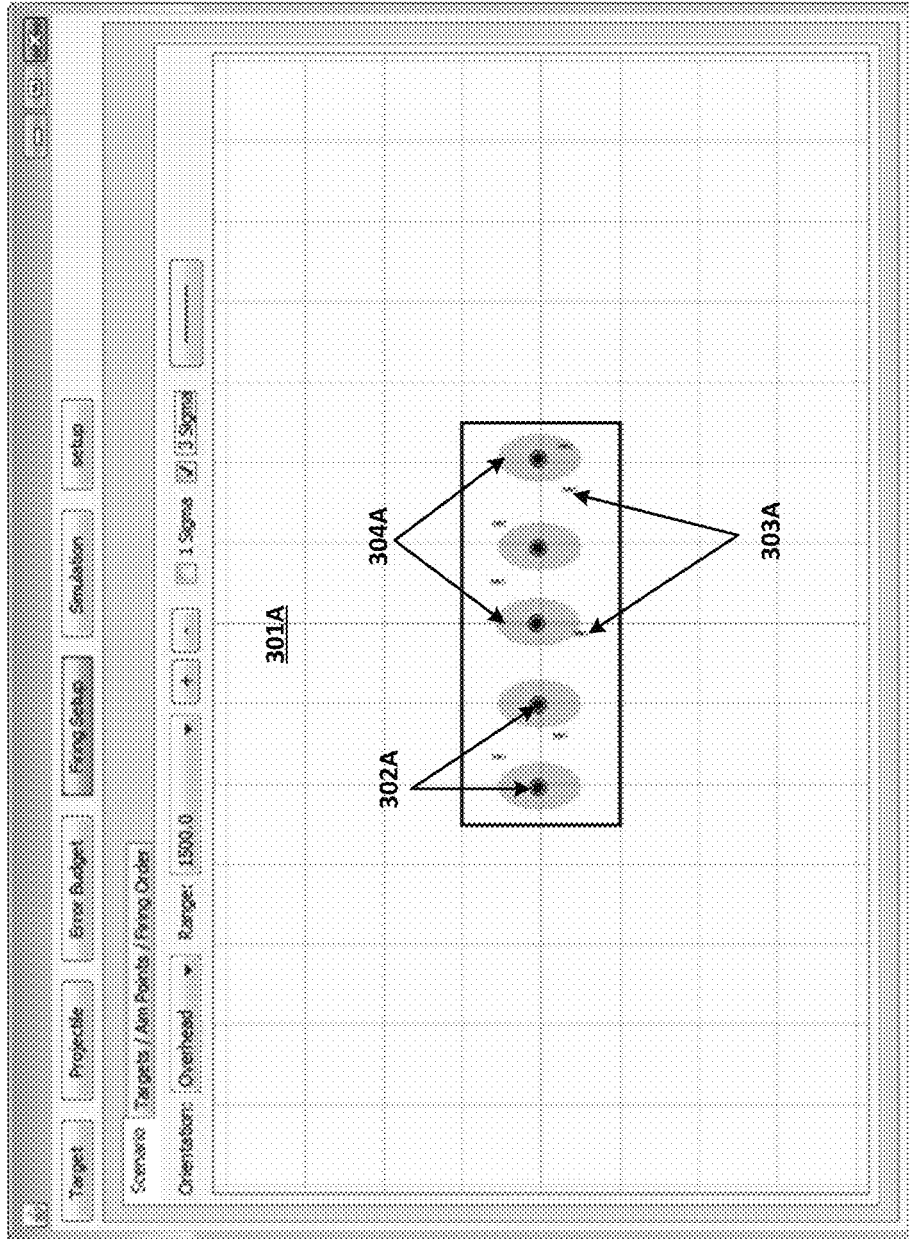 Target Projectile Error Budget Firing Setup Simulation setup
Scenario Targets / Aim Points / Firing Order
Orientation: Overhead Range: 1500.0 + - 1 Sigma 3 Sigma
301A
304A
302A
303A